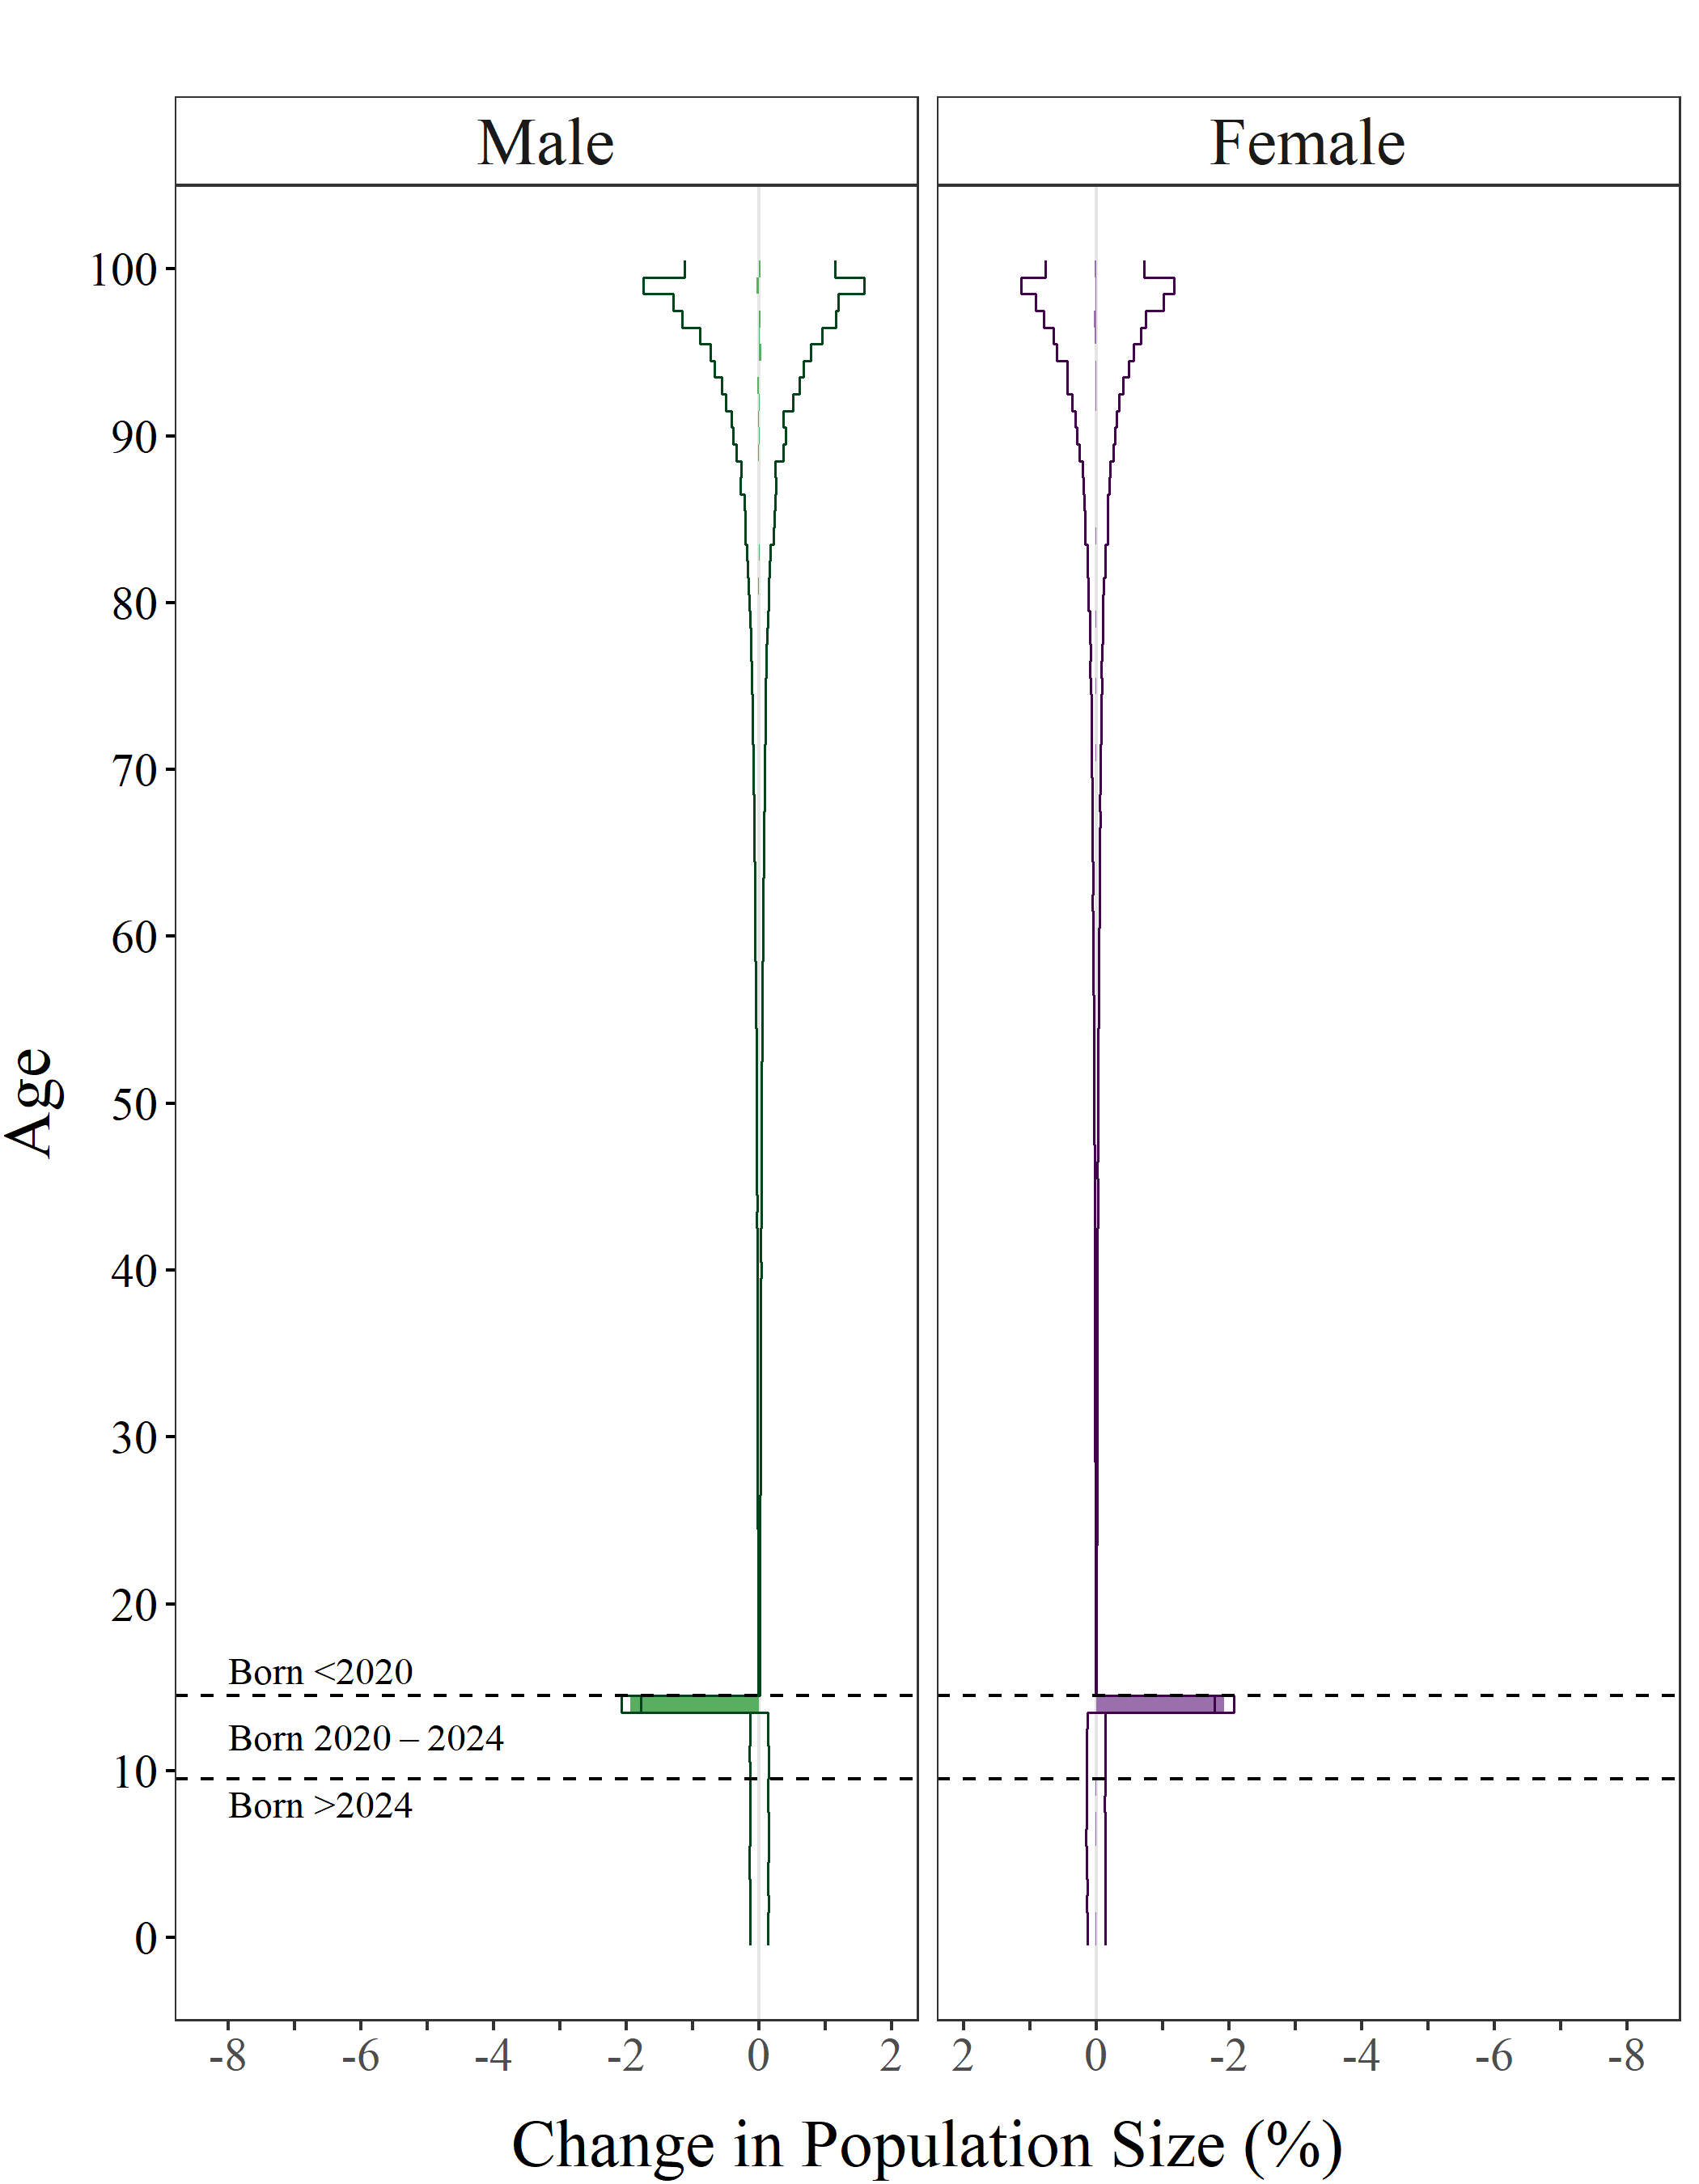 Male
Female
100
90
80
70
60
50
40
30
20
10
0
Age
Born <2020
Born 2020 – 2024
Born >2024
-8 -6 -4 -2 0 2
2 0 -2 -4 -6 -8
Change in Population Size (%)